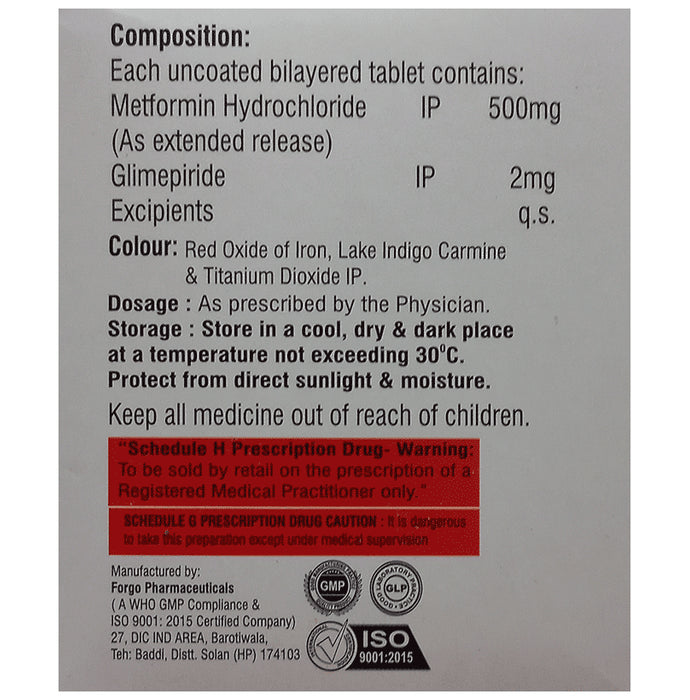 Composition:
Each uncoated bilayered tablet contains:
Metformin Hydrochloride IP 500mg
(As extended release)
Glimepiride IP 2mg
Excipients q.s.
Colour: Red Oxide of Iron, Lake Indigo Carmine
& Titanium Dioxide IP.
Dosage : As prescribed by the Physician.
Storage : Store in a cool, dry & dark place
at a temperature not exceeding 30⁰C.
Protect from direct sunlight & moisture.
Keep all medicine out of reach of children.
"Schedule H Prescription Drug- Warning:
To be sold by retail on the prescription of a
Registered Medical Practitioner only."
SCHEDULE G PRESCRIPTION DRUG CAUTION : It is dangerous
to take this preparation except under medical supervision
Manufactured by:
Forgo Pharmaceuticals
( A WHO GMP Compliance &
ISO 9001: 2015 Certified Company)
27, DIC IND AREA, Barotiwala,
Teh: Baddi, Distt. Solan (HP) 174103
GMP
GOOD LABORATORY PRACTICE
GLP
ISO
9001:2015